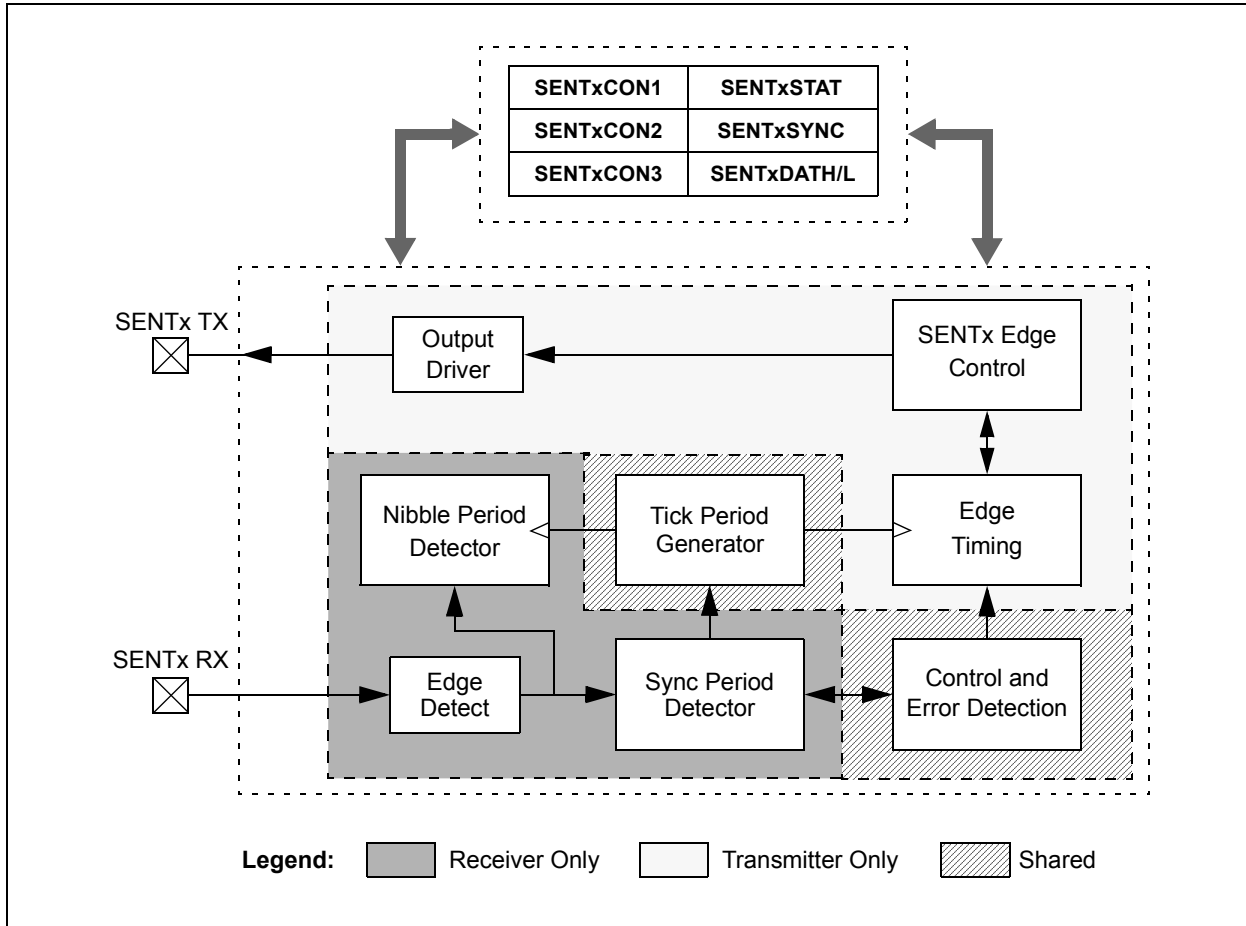 SENTxCON1 SENTxSTAT
SENTxCON2 SENTxSYNC
SENTxCON3 SENTxDATH/L
SENTx TX
Output
Driver
SENTx Edge
Control
Nibble Period
Detector
Tick Period
Generator
Edge
Timing
SENTx RX
Edge
Detect
Sync Period
Detector
Control and
Error Detection
Legend: Receiver Only Transmitter Only Shared